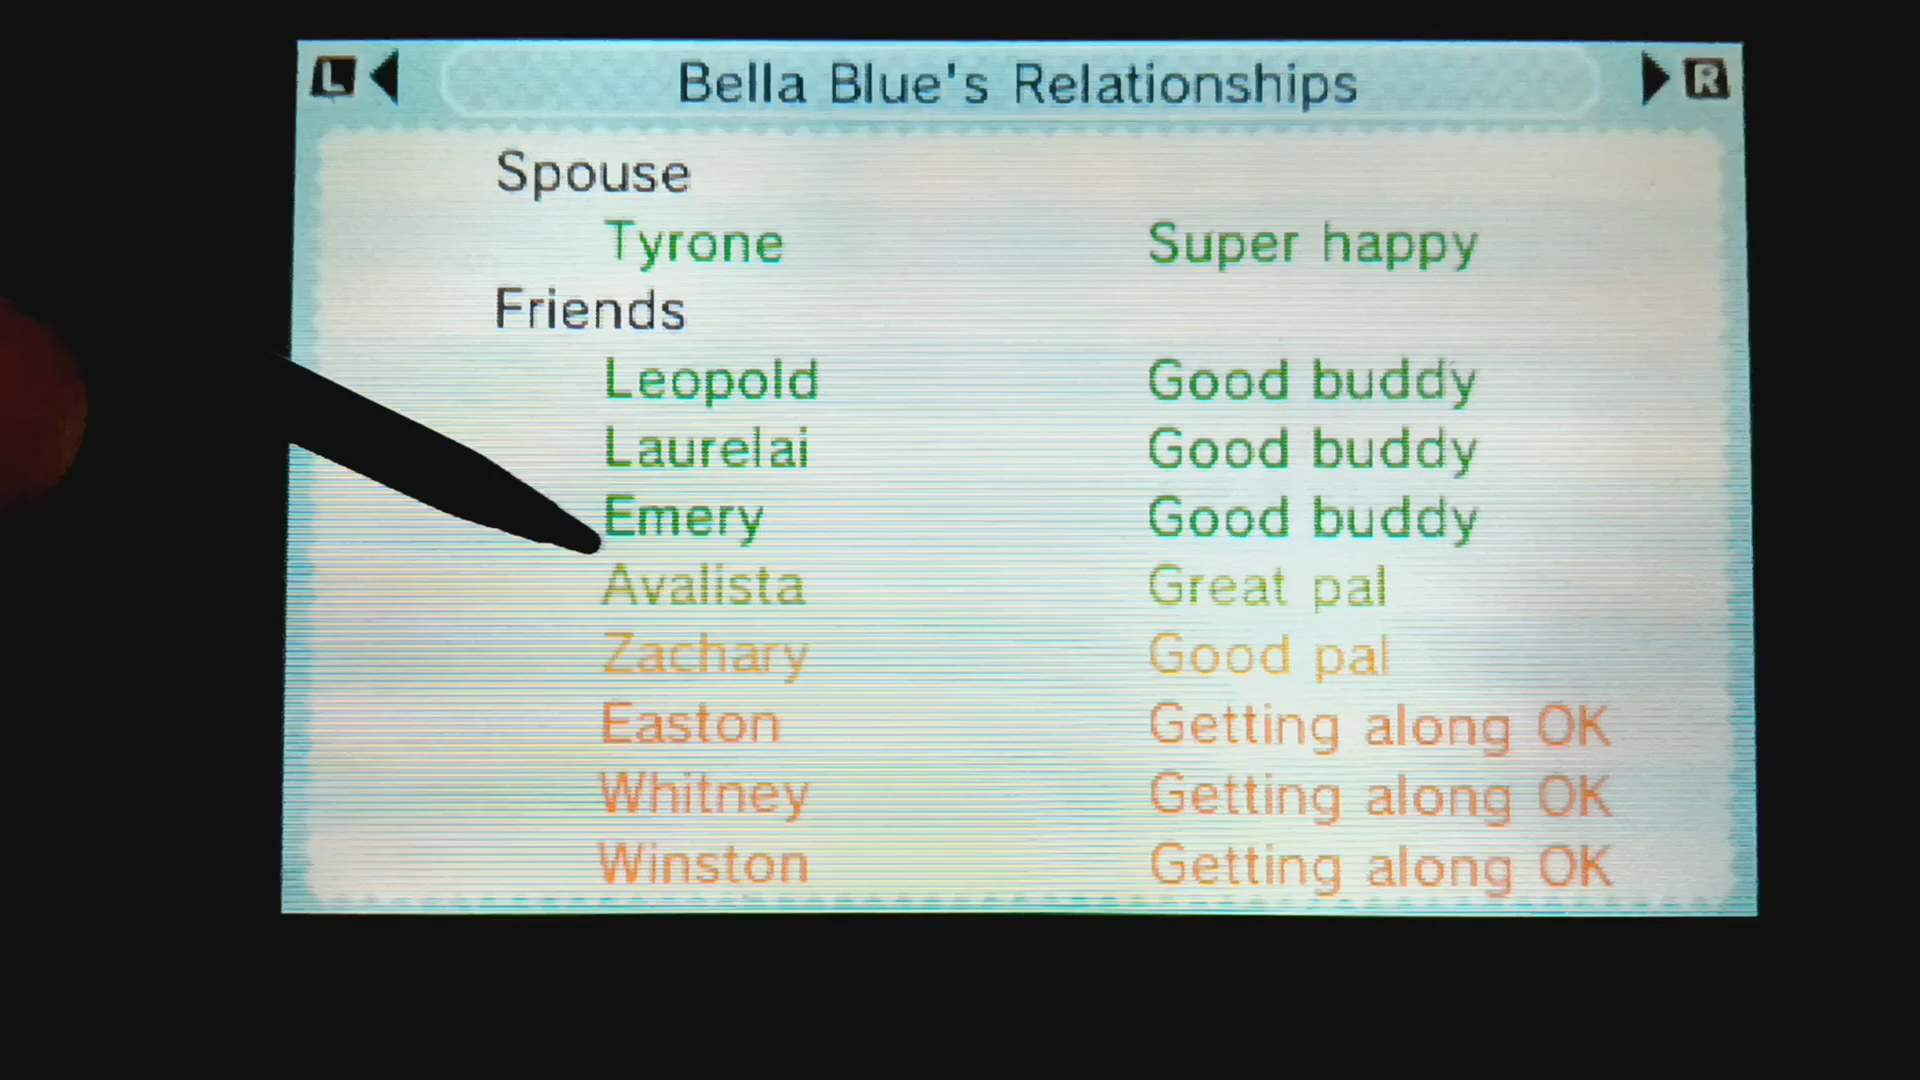 L Bella Blue's Relationships R
Spouse
Tyrone Super happy
Friends
Leopold Good buddy
Laurelai Good buddy
Emery Good buddy
Avalista Great pal
Zachary Good pal
Easton Getting along OK
Whitney Getting along OK
Winston Getting along OK